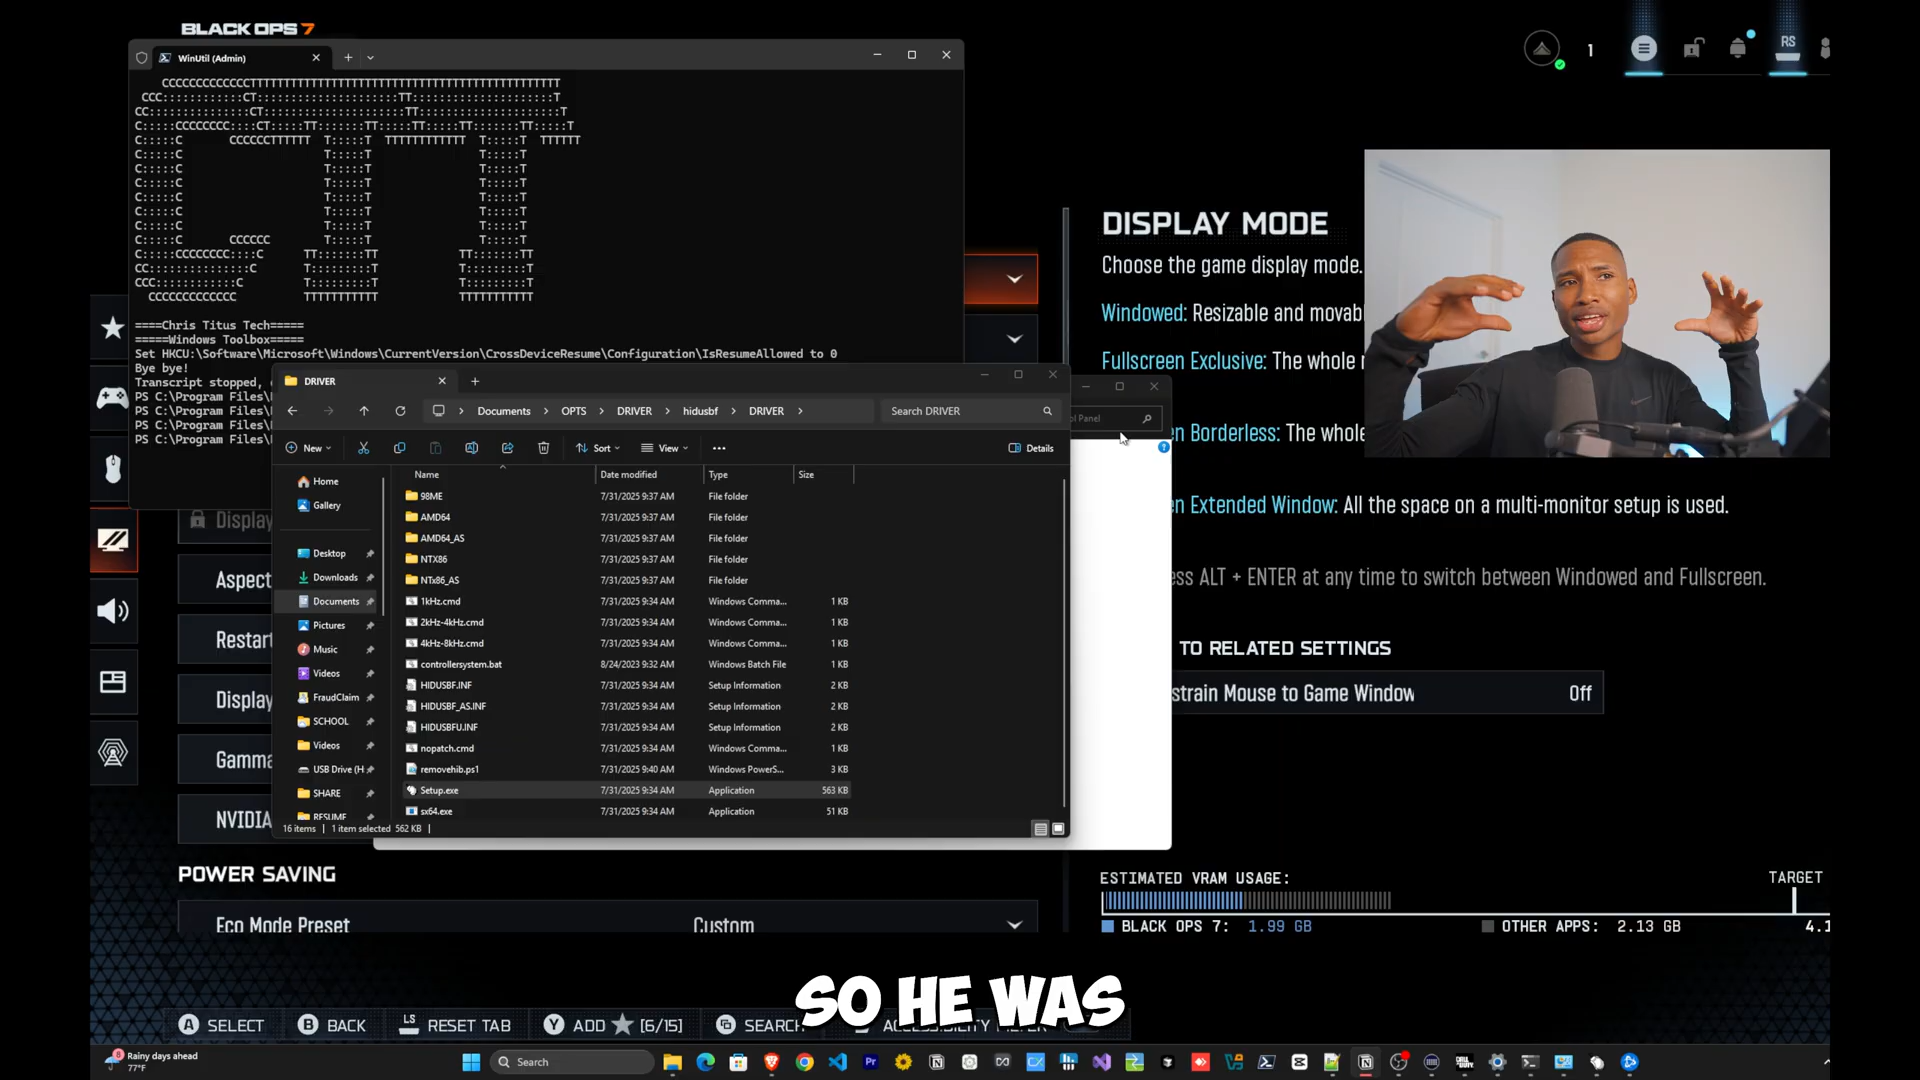 BLACK OPS 7
WinUtil (Admin)
CCCCCCCCCCCCCTTTTTTTTTTTTTTTTTTTTTTTTTTTTTTTTTTTTTTTTTTTTT
====Chris Titus Tech=====
=====Windows Toolbox=====
Set HKCU:\Software\Microsoft\Windows\CurrentVersion\CrossDeviceResume\Configuration\IsResumeAllowed to 0
Bye bye!
Transcript stopped,
PS C:\Program Files\
PS C:\Program Files\
PS C:\Program Files\
PS C:\Program Files\
1
RS
DISPLAY MODE
Choose the game display mode.
Windowed: Resizable and movabl
Fullscreen Exclusive: The whole
en Borderless: The whole
en Extended Window: All the space on a multi-monitor setup is used.
ess ALT + ENTER at any time to switch between Windowed and Fullscreen.
TO RELATED SETTINGS
strain Mouse to Game Window Off
ol Panel
DRIVER
Documents > OPTS > DRIVER > hidusbf > DRIVER >
Search DRIVER
New
Sort
View
Details
Name Date modified Type Size
Home
Gallery
Desktop
Downloads
Documents
Pictures
Music
Videos
FraudClaim
SCHOOL
Videos
USB Drive (H
SHARE
RESUME
98ME 7/31/2025 9:37 AM File folder
AMD64 7/31/2025 9:37 AM File folder
AMD64_AS 7/31/2025 9:37 AM File folder
NTX86 7/31/2025 9:37 AM File folder
NTx86_AS 7/31/2025 9:37 AM File folder
1kHz.cmd 7/31/2025 9:34 AM Windows Comma... 1 KB
2kHz-4kHz.cmd 7/31/2025 9:34 AM Windows Comma... 1 KB
4kHz-8kHz.cmd 7/31/2025 9:34 AM Windows Comma... 1 KB
controllersystem.bat 8/24/2023 9:32 AM Windows Batch File 1 KB
HIDUSBF.INF 7/31/2025 9:34 AM Setup Information 2 KB
HIDUSBF_AS.INF 7/31/2025 9:34 AM Setup Information 2 KB
HIDUSBFU.INF 7/31/2025 9:34 AM Setup Information 2 KB
nopatch.cmd 7/31/2025 9:34 AM Windows Comma... 1 KB
removehib.ps1 7/31/2025 9:40 AM Windows PowerS... 3 KB
Setup.exe 7/31/2025 9:34 AM Application 563 KB
sx64.exe 7/31/2025 9:34 AM Application 51 KB
16 items | 1 item selected 562 KB |
Display
Aspect
Restart
Display
Gamma
NVIDIA
POWER SAVING
Eco Mode Preset Custom
ESTIMATED VRAM USAGE:
TARGET
BLACK OPS 7: 1.99 GB
OTHER APPS: 2.13 GB
4.1
SO HE WAS
A SELECT
B BACK
LS RESET TAB
Y ADD ★ [6/15]
SEARCH
Rainy days ahead
77°F
Search